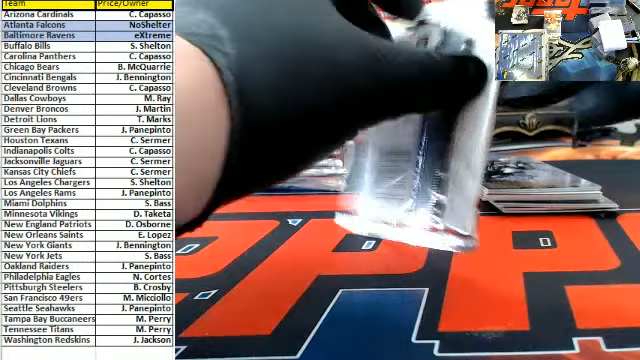 Team Price/Owner
Arizona Cardinals C. Capasso
Atlanta Falcons NoShelter
Baltimore Ravens eXtreme
Buffalo Bills S. Shelton
Carolina Panthers C. Capasso
Chicago Bears B. McQuarrie
Cincinnati Bengals J. Bennington
Cleveland Browns C. Capasso
Dallas Cowboys M. Ray
Denver Broncos J. Martin
Detroit Lions T. Marks
Green Bay Packers J. Panepinto
Houston Texans C. Sermer
Indianapolis Colts C. Capasso
Jacksonville Jaguars C. Sermer
Kansas City Chiefs C. Sermer
Los Angeles Chargers S. Shelton
Los Angeles Rams J. Panepinto
Miami Dolphins S. Bass
Minnesota Vikings D. Taketa
New England Patriots D. Osborne
New Orleans Saints E. Lopez
New York Giants J. Bennington
New York Jets S. Bass
Oakland Raiders J. Panepinto
Philadelphia Eagles N. Cortes
Pittsburgh Steelers B. Crosby
San Francisco 49ers M. Micciollo
Seattle Seahawks J. Panepinto
Tampa Bay Buccaneers M. Perry
Tennessee Titans M. Perry
Washington Redskins J. Jackson